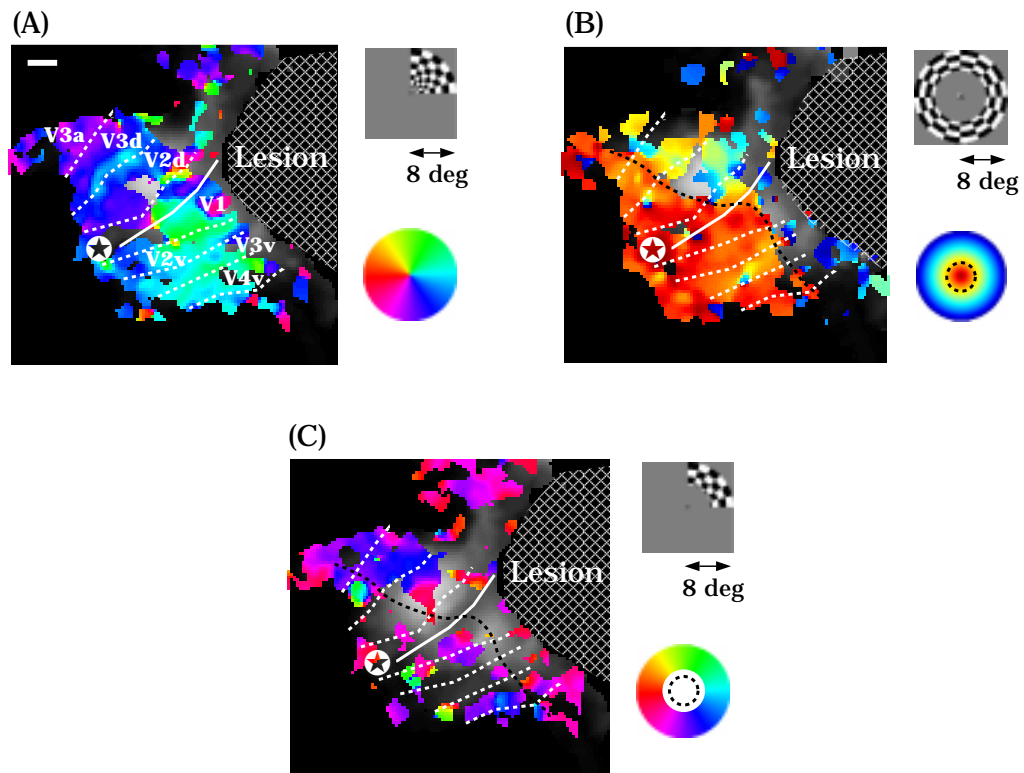 (A)
V3a
V3d
V2d
Lesion
V1
V2v
V3v
V4v
8 deg
(B)
Lesion
8 deg
(C)
Lesion
8 deg